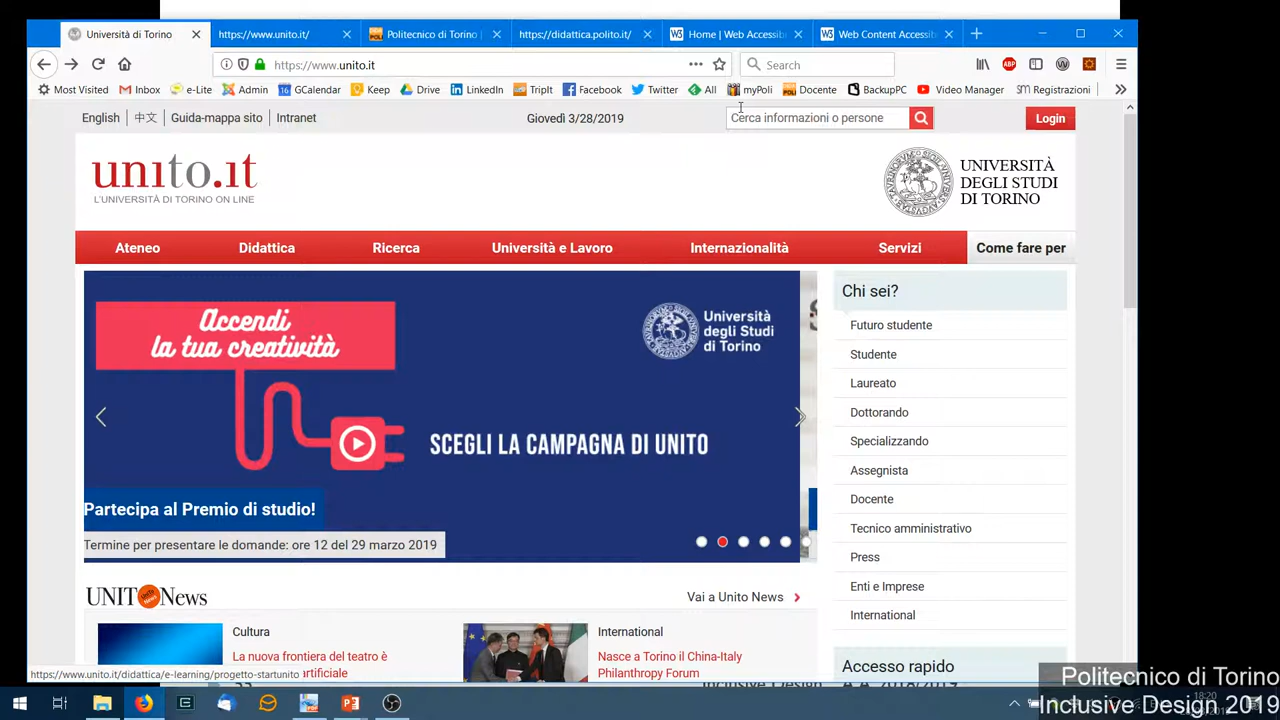 Università di Torino
https://www.unito.it/
Politecnico di Torino
https://didattica.polito.it/
Home | Web Accessib
Web Content Accessib
https://www.unito.it
Search
Most Visited
Inbox
e-Lite
Admin
GCalendar
Keep
Drive
LinkedIn
TripIt
Facebook
Twitter
All
myPoli
Docente
BackupPC
Video Manager
Registrazioni
English
中文
Guida-mappa sito
Intranet
Giovedì 3/28/2019
Cerca informazioni o persone
Login
unito.it
L'UNIVERSITÀ DI TORINO ON LINE
UNIVERSITÀ
DEGLI STUDI
DI TORINO
Ateneo
Didattica
Ricerca
Università e Lavoro
Internazionalità
Servizi
Come fare per
Accendi
la tua creatività
Università
degli Studi
di Torino
SCEGLI LA CAMPAGNA DI UNITO
Partecipa al Premio di studio!
Termine per presentare le domande: ore 12 del 29 marzo 2019
Chi sei?
Futuro studente
Studente
Laureato
Dottorando
Specializzando
Assegnista
Docente
Tecnico amministrativo
Press
Enti e Imprese
International
Accesso rapido
UNITO News
Vai a Unito News
Cultura
La nuova frontiera del teatro è
artificiale
International
Nasce a Torino il China-Italy
Philanthropy Forum
https://www.unito.it/didattica/e-learning/progetto-startunito
Inclusive Design
18:20
Politecnico di Torino
Inclusive Design 2019